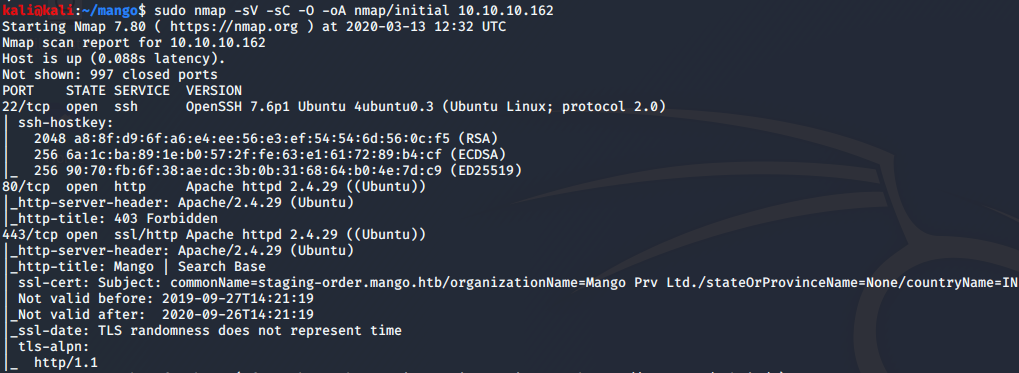 kali@kali:~/mango$ sudo nmap -sV -sC -O -oA nmap/initial 10.10.10.162
Starting Nmap 7.80 ( https://nmap.org ) at 2020-03-13 12:32 UTC
Nmap scan report for 10.10.10.162
Host is up (0.088s latency).
Not shown: 997 closed ports
PORT    STATE SERVICE  VERSION
22/tcp  open  ssh      OpenSSH 7.6p1 Ubuntu 4ubuntu0.3 (Ubuntu Linux; protocol 2.0)
| ssh-hostkey:
|   2048 a8:8f:d9:6f:a6:e4:ee:56:e3:ef:54:54:6d:56:0c:f5 (RSA)
|   256 6a:1c:ba:89:1e:b0:57:2f:fe:63:e1:61:72:89:b4:cf (ECDSA)
|_  256 90:70:fb:6f:38:ae:dc:3b:0b:31:68:64:b0:4e:7d:c9 (ED25519)
80/tcp  open  http     Apache httpd 2.4.29 ((Ubuntu))
|_http-server-header: Apache/2.4.29 (Ubuntu)
|_http-title: 403 Forbidden
443/tcp open  ssl/http Apache httpd 2.4.29 ((Ubuntu))
|_http-server-header: Apache/2.4.29 (Ubuntu)
|_http-title: Mango | Search Base
| ssl-cert: Subject: commonName=staging-order.mango.htb/organizationName=Mango Prv Ltd./stateOrProvinceName=None/countryName=IN
| Not valid before: 2019-09-27T14:21:19
|_Not valid after:  2020-09-26T14:21:19
|_ssl-date: TLS randomness does not represent time
| tls-alpn:
|_  http/1.1